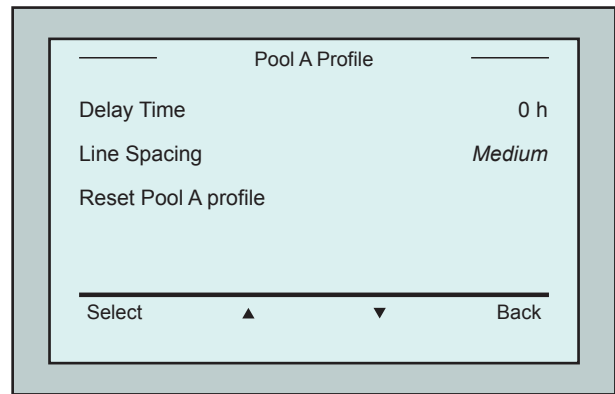 Pool A Profile
Delay Time 0 h
Line Spacing Medium
Reset Pool A profile
Select ▲ ▼ Back